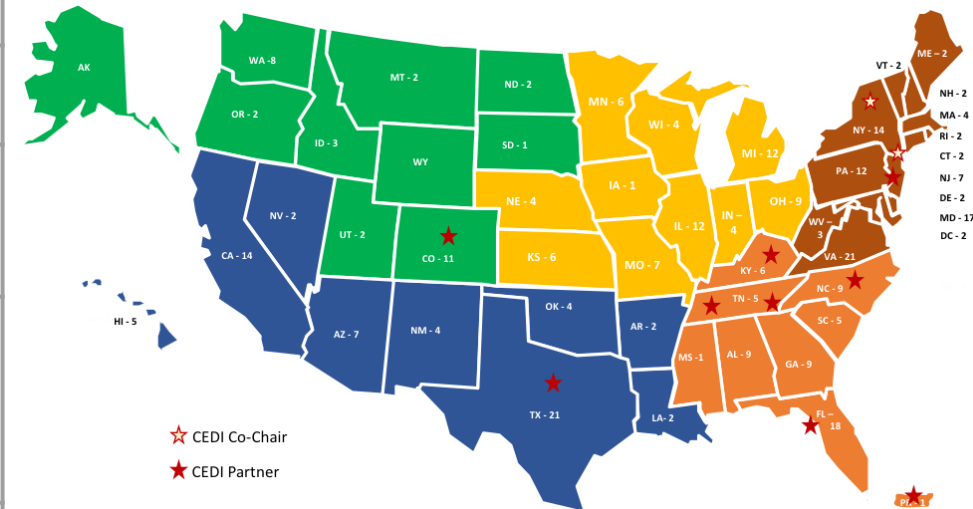 AK
WA -8
MT - 2
ND - 2
MN - 6
OR - 2
ID - 3
WY
SD - 1
WI - 4
MI - 12
ME – 2
VT - 2
NH - 2
MA - 4
RI - 2
CT - 2
NJ - 7
DE - 2
MD - 17
DC - 2
NY - 14
PA - 12
NV - 2
UT - 2
CO - 11
NE - 4
IA - 1
IL - 12
IN –
4
OH - 9
WV –
3
VA - 21
CA - 14
KS - 6
MO - 7
KY - 6
TN - 5
NC - 9
HI - 5
AZ - 7
NM - 4
OK - 4
AR - 2
SC - 5
MS -1
AL - 9
GA - 9
TX - 21
LA- 2
FL –
18
PR - 1
CEDI Co-Chair
CEDI Partner